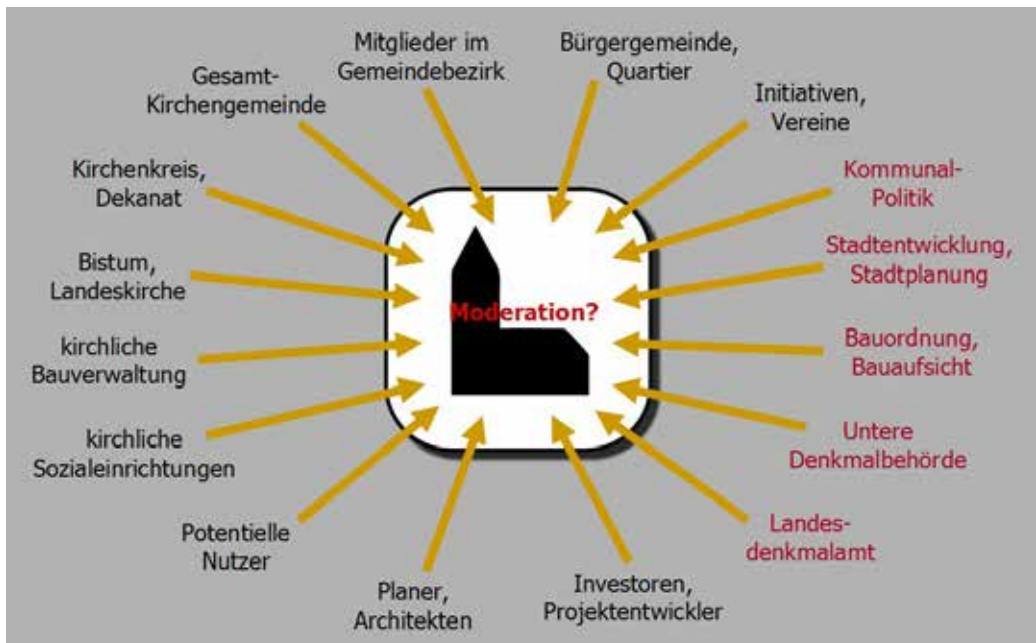 Mitglieder im
Gemeindebezirk
Bürgergemeinde,
Quartier
Gesamt-
Kirchengemeinde
Initiativen,
Vereine
Kirchenkreis,
Dekanat
Kommunal-
Politik
Bistum,
Landeskirche
Stadtentwicklung,
Stadtplanung
Moderation?
kirchliche
Bauverwaltung
Bauordnung,
Bauaufsicht
kirchliche
Sozialeinrichtungen
Untere
Denkmalbehörde
Potentielle
Nutzer
Landes-
denkmalamt
Planer,
Architekten
Investoren,
Projektentwickler